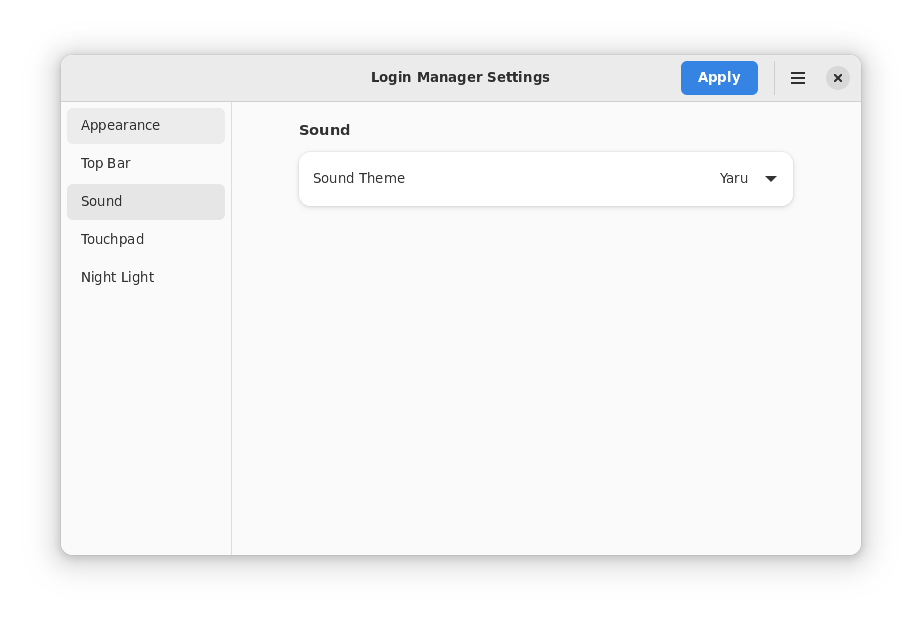 Login Manager Settings
Apply
Appearance
Top Bar
Sound
Touchpad
Night Light
Sound
Sound Theme
Yaru